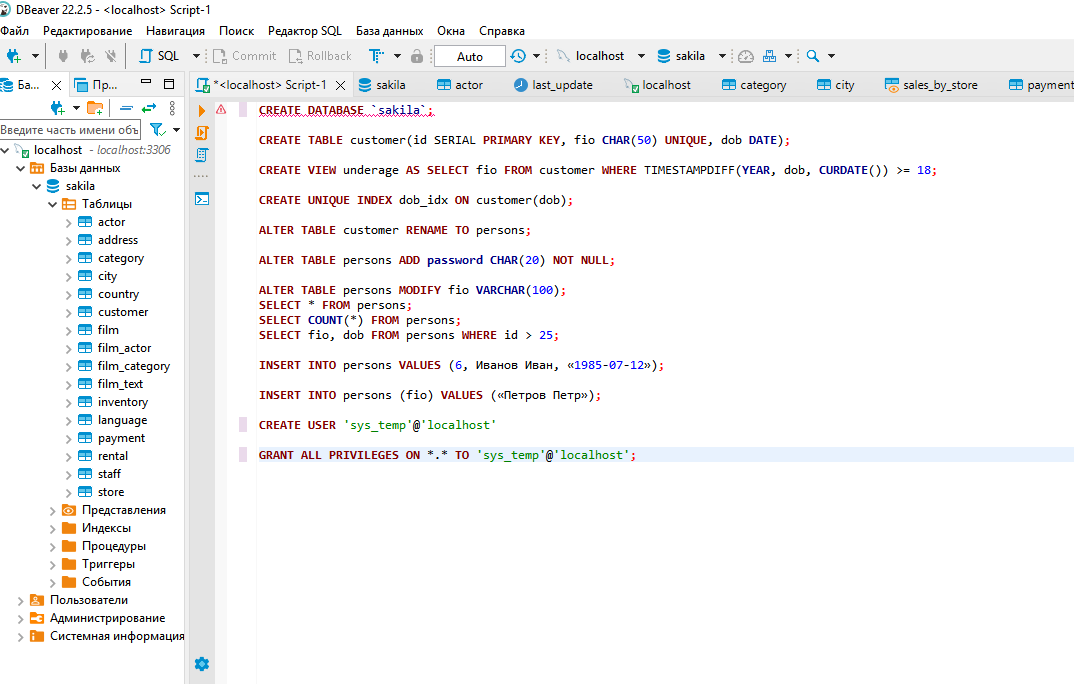 DBeaver 22.2.5 - <localhost> Script-1
Файл Редактирование Навигация Поиск Редактор SQL База данных Окна Справка
SQL Commit Rollback Auto localhost sakila
Ба... Пр... *<localhost> Script-1 sakila actor last_update localhost category city sales_by_store payment
Введите часть имени объ
localhost - localhost:3306
Базы данных
sakila
Таблицы
actor
address
category
city
country
customer
film
film_actor
film_category
film_text
inventory
language
payment
rental
staff
store
Представления
Индексы
Процедуры
Триггеры
События
Пользователи
Администрирование
Системная информация
CREATE DATABASE `sakila`;
CREATE TABLE customer(id SERIAL PRIMARY KEY, fio CHAR(50) UNIQUE, dob DATE);
CREATE VIEW underage AS SELECT fio FROM customer WHERE TIMESTAMPDIFF(YEAR, dob, CURDATE()) >= 18;
CREATE UNIQUE INDEX dob_idx ON customer(dob);
ALTER TABLE customer RENAME TO persons;
ALTER TABLE persons ADD password CHAR(20) NOT NULL;
ALTER TABLE persons MODIFY fio VARCHAR(100);
SELECT * FROM persons;
SELECT COUNT(*) FROM persons;
SELECT fio, dob FROM persons WHERE id > 25;
INSERT INTO persons VALUES (6, Иванов Иван, «1985-07-12»);
INSERT INTO persons (fio) VALUES («Петров Петр»);
CREATE USER 'sys_temp'@'localhost'
GRANT ALL PRIVILEGES ON *.* TO 'sys_temp'@'localhost';